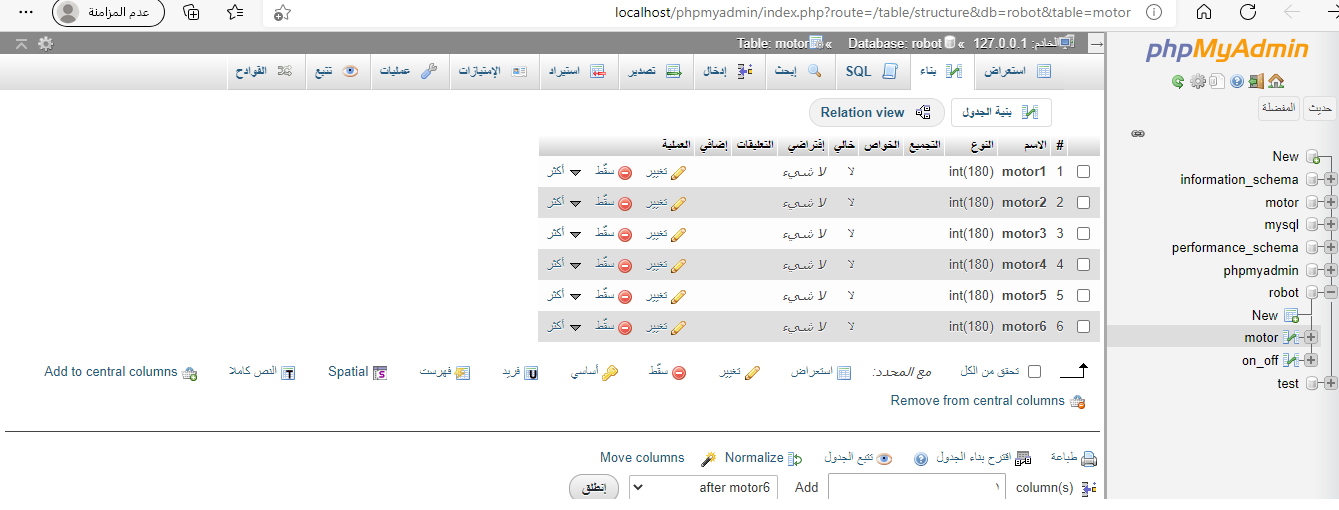 عدم المزامنة
localhost/phpmyadmin/index.php?route=/table/structure&db=robot&table=motor
phpMyAdmin
حديث المفضلة
New
information_schema
motor
mysql
performance_schema
phpmyadmin
robot
New
motor
on_off
test
الخادم: 127.0.0.1 » Database: robot » Table: motor
استعراض بناء SQL إبحث إدخال تصدير استيراد الإمتيازات عمليات تتبع القوادح
بنية الجدول Relation view
# الاسم النوع التجميع الخواص خالي إفتراضي التعليقات إضافي العملية
1 motor1 int(180) لا لا شيء تغيير سقّط أكثر
2 motor2 int(180) لا لا شيء تغيير سقّط أكثر
3 motor3 int(180) لا لا شيء تغيير سقّط أكثر
4 motor4 int(180) لا لا شيء تغيير سقّط أكثر
5 motor5 int(180) لا لا شيء تغيير سقّط أكثر
6 motor6 int(180) لا لا شيء تغيير سقّط أكثر
تحقق من الكل مع المحدد: استعراض تغيير سقّط أساسي فريد فهرست Spatial النص كاملا Add to central columns
Remove from central columns
طباعة اقترح بناء الجدول تتبع الجدول Normalize Move columns
column(s) ١ Add after motor6 إنطلق